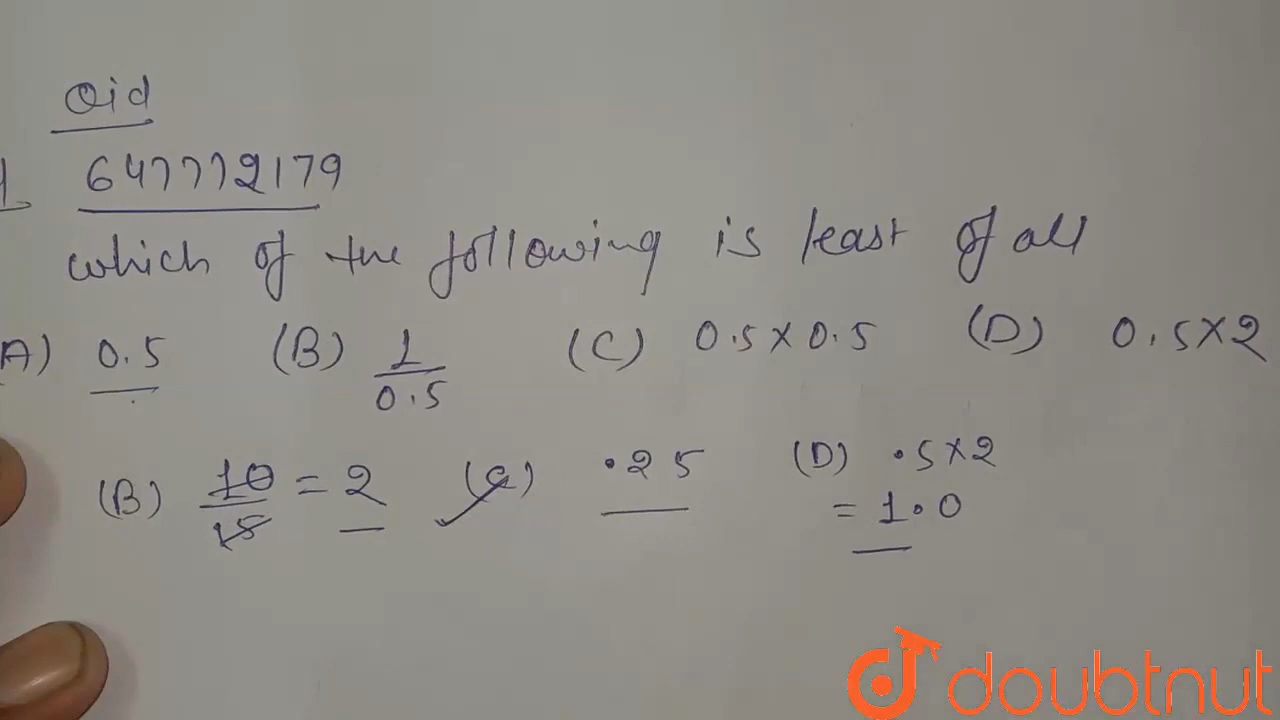 Qid
647772179
which of the following is least of all
A) 0.5 (B) 1/0.5 (C) 0.5×0.5 (D) 0.5×2
(B) 10/5 = 2 (C) .25 (D) .5×2
= 1.0
doubtnut